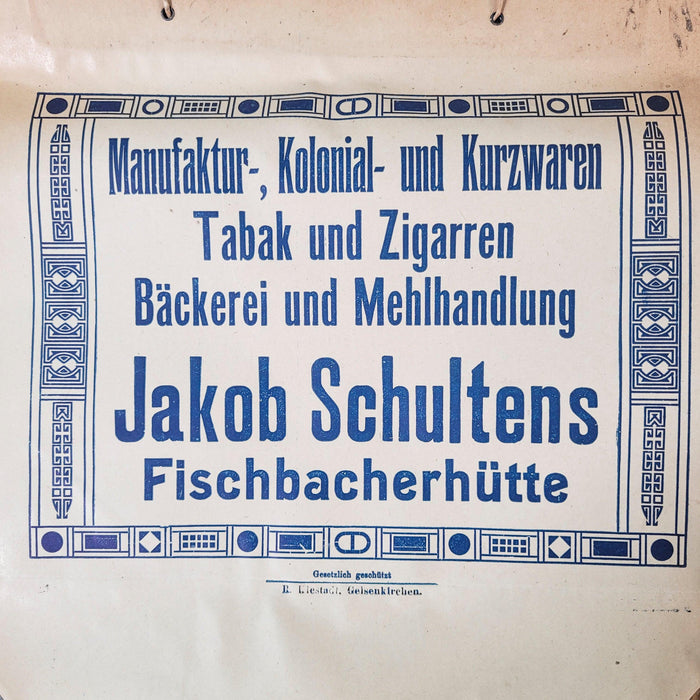 Manufaktur-, Kolonial- und Kurzwaren
Tabak und Zigarren
Bäckerei und Mehlhandlung
Jakob Schultens
Fischbacherhütte
Gesetzlich geschützt
Gelsenkirchen.